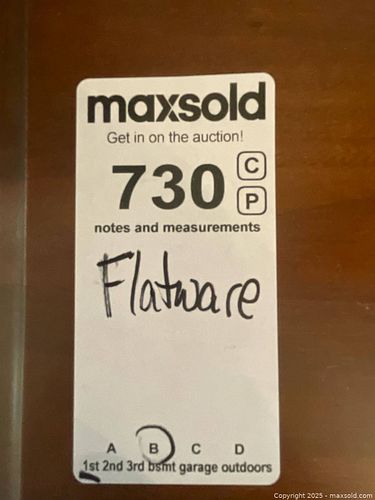 maxsold
Get in on the auction!
730 C
P
notes and measurements
Flatware
A B C D
1st 2nd 3rd bsmt garage outdoors
Copyright 2025 - maxsold.com